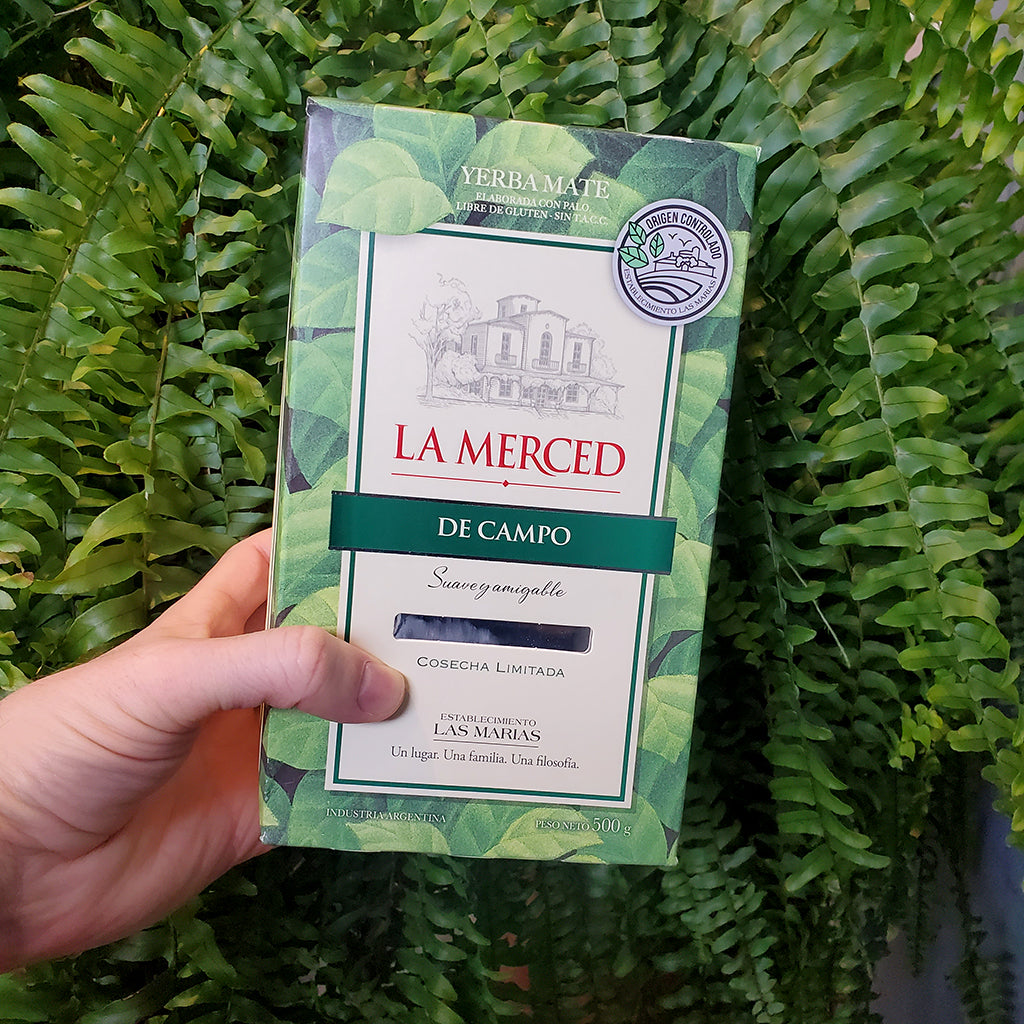 YERBA MATE
ELABORADA CON PALO
LIBRE DE GLUTEN - SIN T.A.C.C.
ORIGEN CONTROLADO
ESTABLECIMIENTO LAS MARIAS
LA MERCED
DE CAMPO
Suave y amigable
COSECHA LIMITADA
ESTABLECIMIENTO
LAS MARIAS
Un lugar. Una familia. Una filosofía.
INDUSTRIA ARGENTINA
PESO NETO 500 g